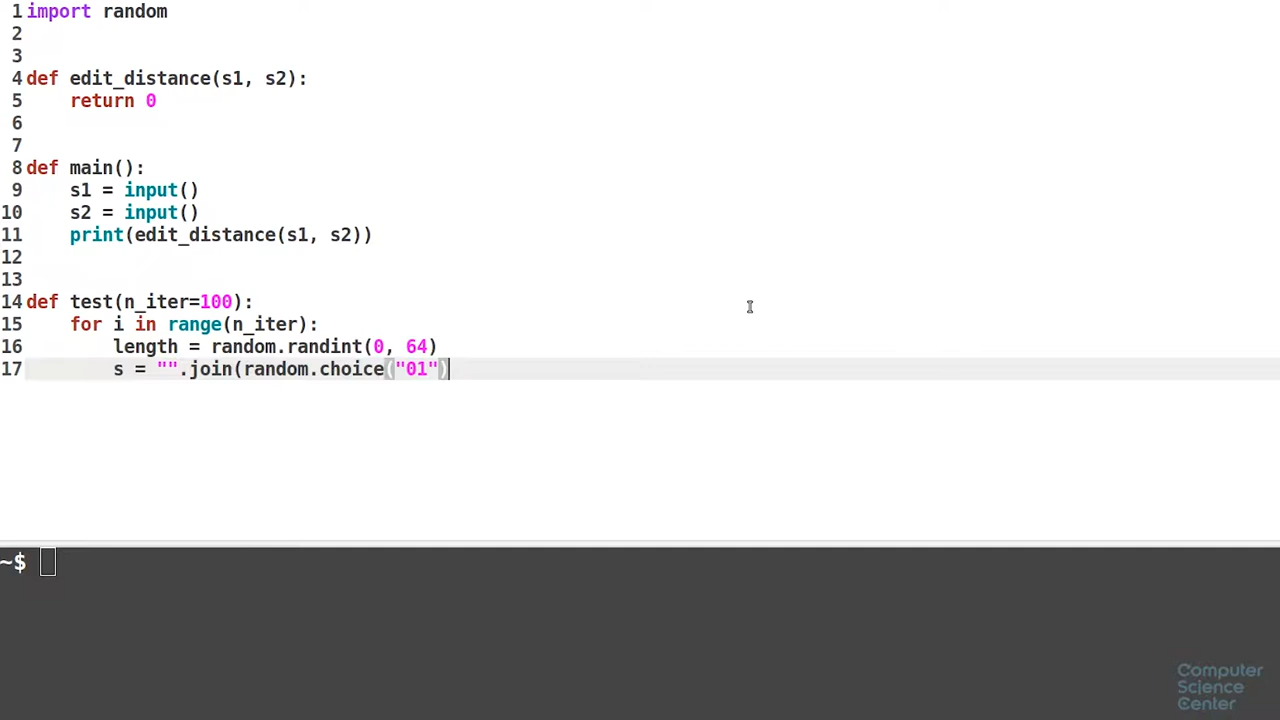 1 import random
2
3
4 def edit_distance(s1, s2):
5     return 0
6
7
8 def main():
9     s1 = input()
10     s2 = input()
11     print(edit_distance(s1, s2))
12
13
14 def test(n_iter=100):
15     for i in range(n_iter):
16         length = random.randint(0, 64)
17         s = "".join(random.choice("01")
~$
Computer
Science
Center